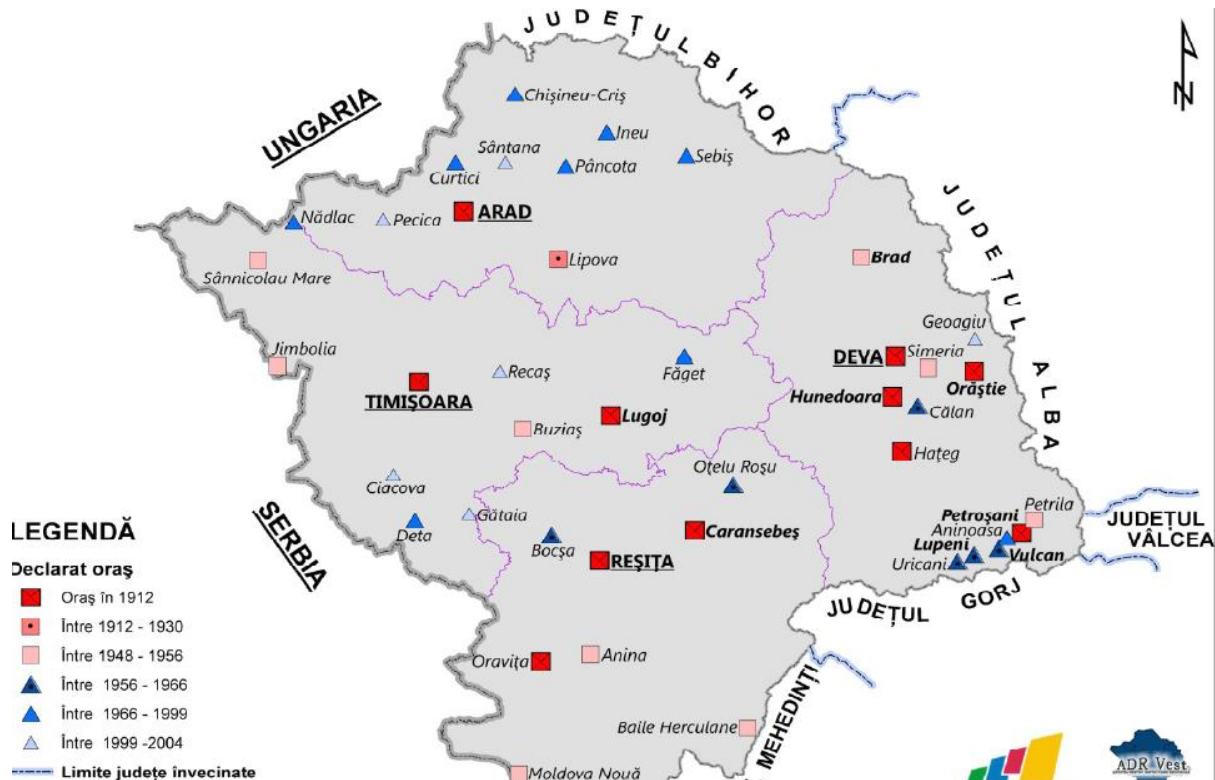 JUDEȚUL BIHOR
UNGARIA
N
Chișineu-Criș
Ineu
Sântana
Sebiș
Curtici
Pâncota
Nădlac
Pecica
ARAD
JUDEȚUL ALBA
Sânnicolau Mare
Lipova
Brad
Geoagiu
Jimbolia
DEVA
Simeria
Recaș
Făget
Orăștie
TIMIȘOARA
Hunedoara
Călan
Lugoj
Buziaș
Hațeg
Oțelu Roșu
Ciacova
SERBIA
Gătaia
Deta
Bocșa
Caransebeș
REȘIȚA
Petrila
Petroșani
Aninoasa
Lupeni
Vulcan
Uricani
JUDEȚUL
VÂLCEA
JUDEȚUL GORJ
Oravița
Anina
Baile Herculane
MEHEDINȚI
Moldova Nouă
LEGENDĂ
Declarat oraș
Oraș în 1912
Între 1912 - 1930
Între 1948 - 1956
Între 1956 - 1966
Între 1966 - 1999
Între 1999 -2004
Limite județe învecinate
ADR Vest